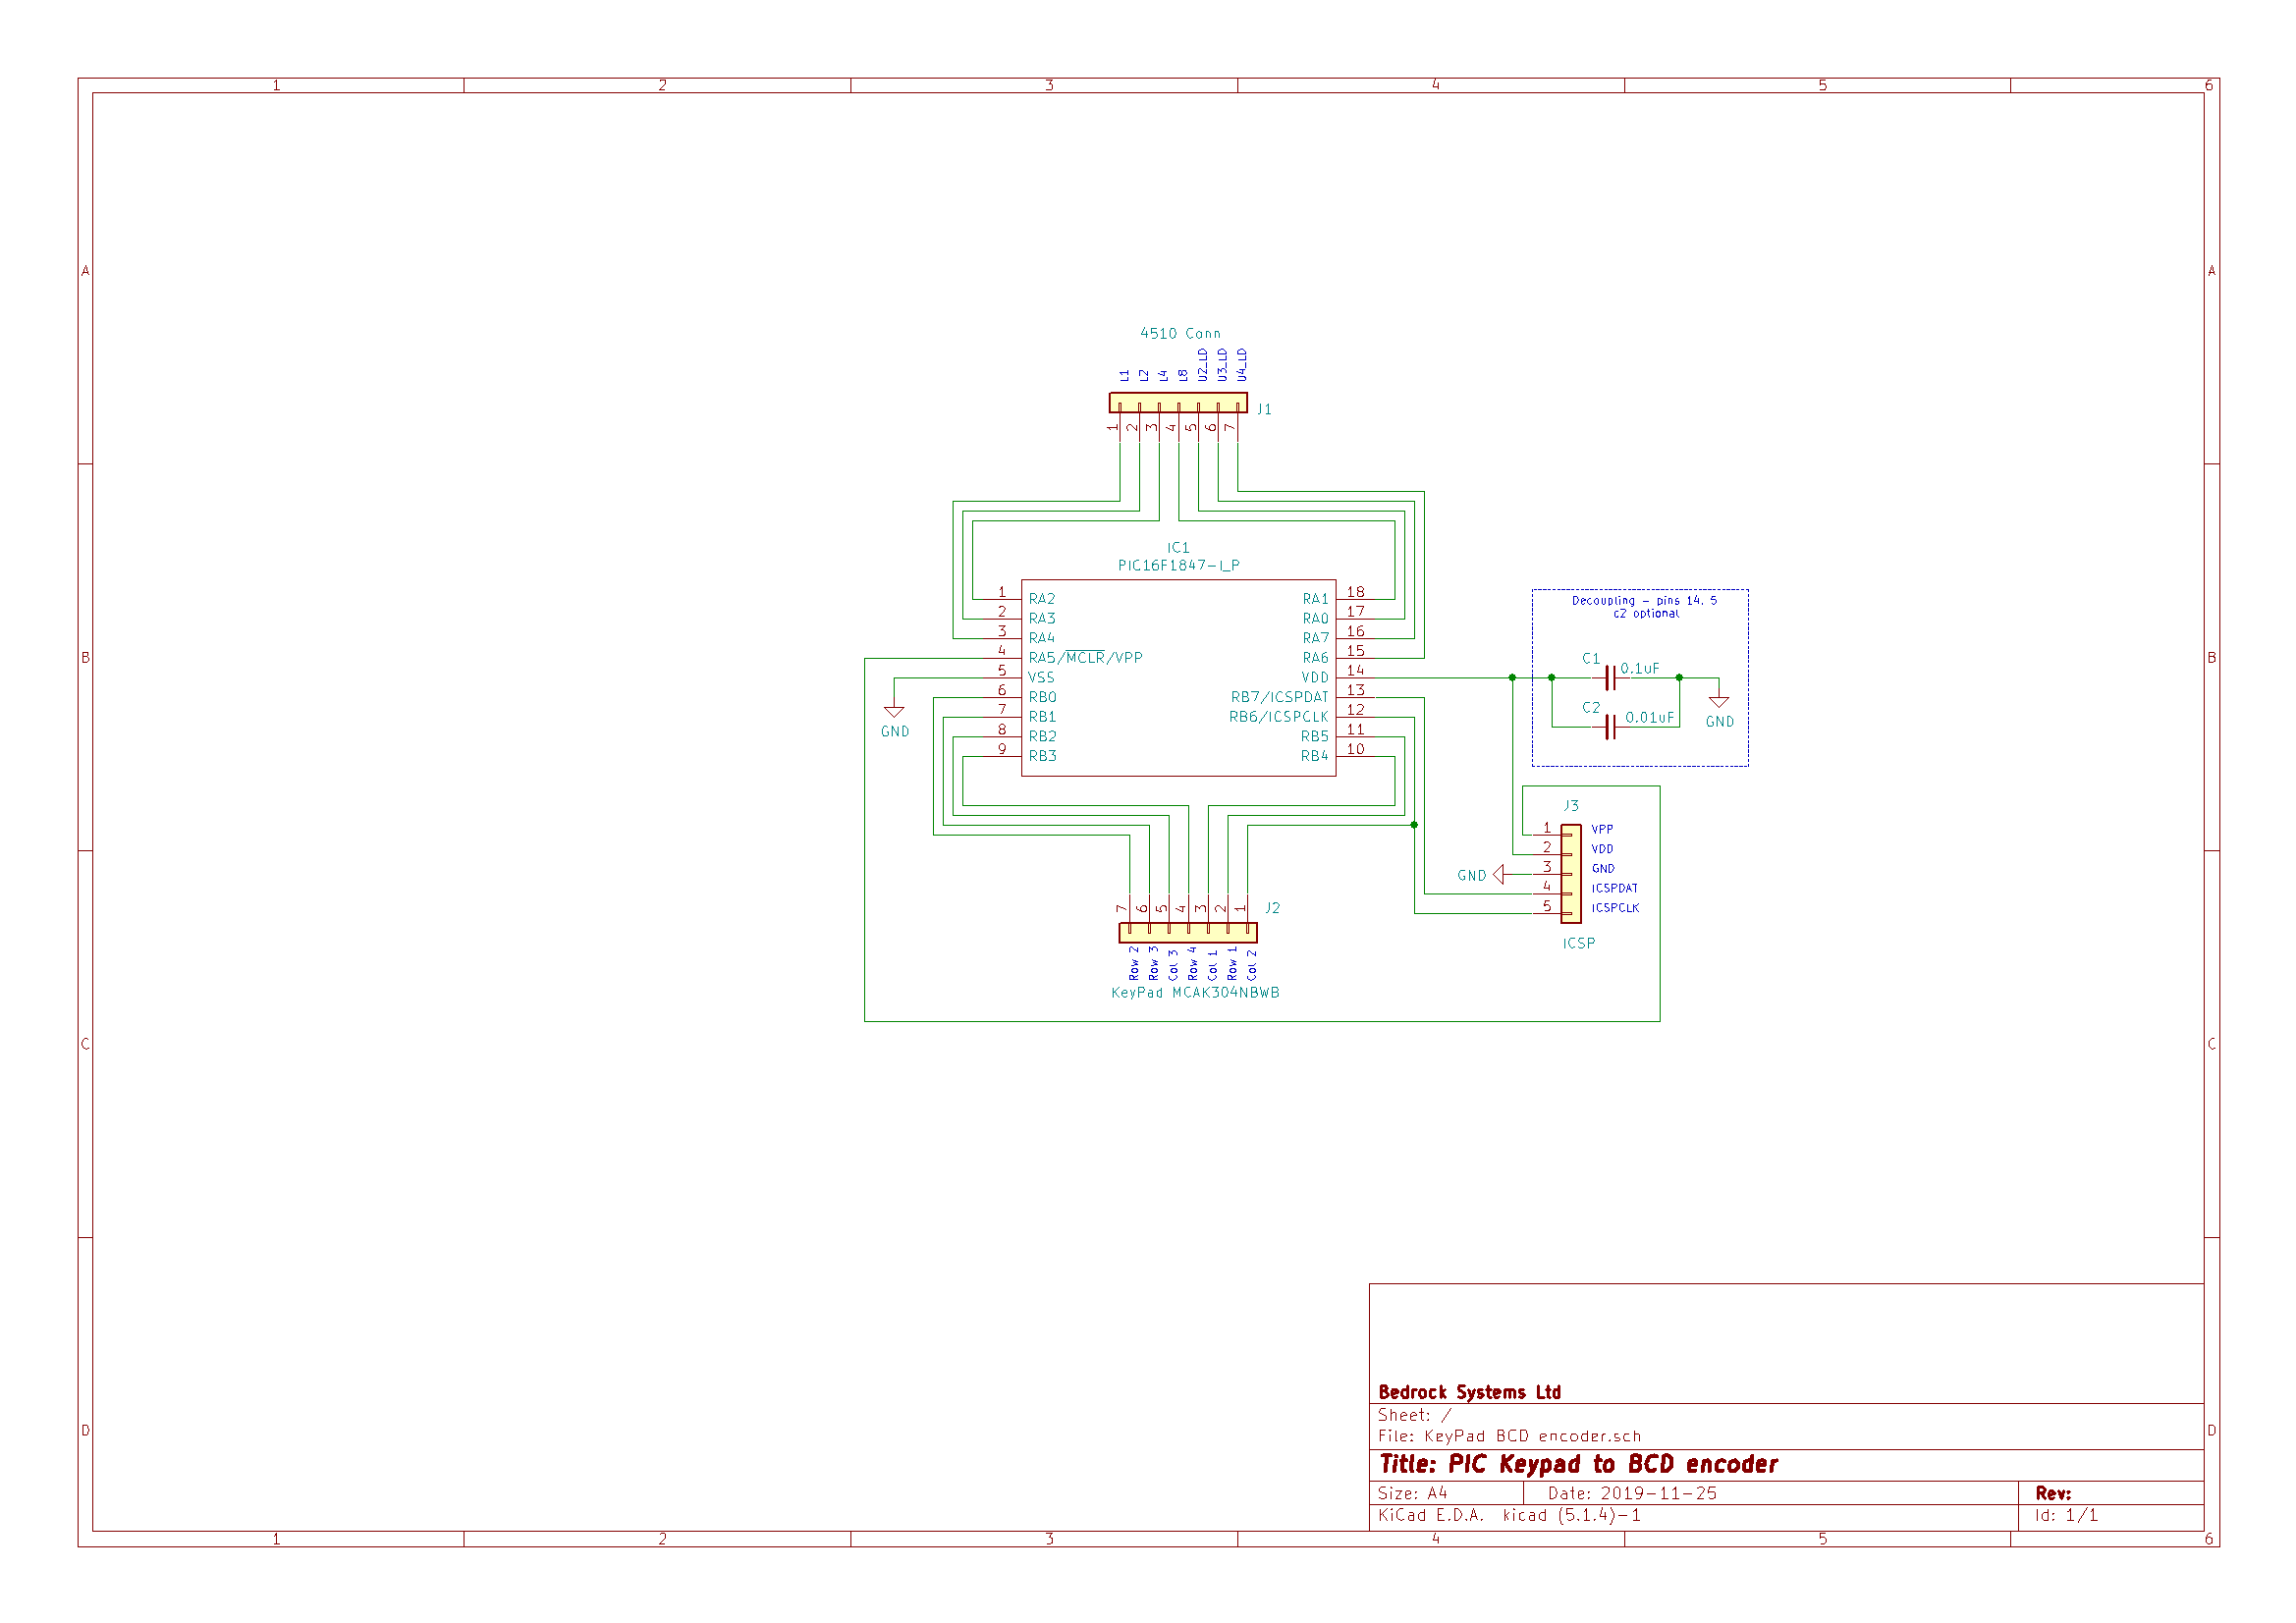 1 2 3 4 5 6
A A
4510 Conn
L1 L2 L4 L8 U2_LD U3_LD U4_LD
J1
1 2 3 4 5 6 7
IC1
PIC16F1847-I_P
1 RA2 RA1 18
2 RA3 RA0 17
3 RA4 RA7 16
4 RA5/MCLR/VPP RA6 15
5 VSS VDD 14
6 RB0 RB7/ICSPDAT 13
7 RB1 RB6/ICSPCLK 12
8 RB2 RB5 11
9 RB3 RB4 10
GND
Decoupling - pins 14, 5
c2 optional
C1 0.1uF
C2 0.01uF
GND
B B
J3
1 VPP
2 VDD
GND 3 GND
4 ICSPDAT
5 ICSPCLK
ICSP
7 6 5 4 3 2 1
J2
Row 2 Row 3 Col 3 Row 4 Col 1 Row 1 Col 2
KeyPad MCAK304NBWB
C C
Bedrock Systems Ltd
Sheet: /
File: KeyPad BCD encoder.sch
D D
Title: PIC Keypad to BCD encoder
Size: A4 Date: 2019-11-25 Rev:
KiCad E.D.A. kicad (5.1.4)-1 Id: 1/1
1 2 3 4 5 6